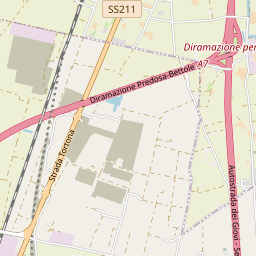 SS211
Diramazione per
Diramazione Predosa-Bettole A7
Strada Tortona
Autostrada dei Giovi - Se